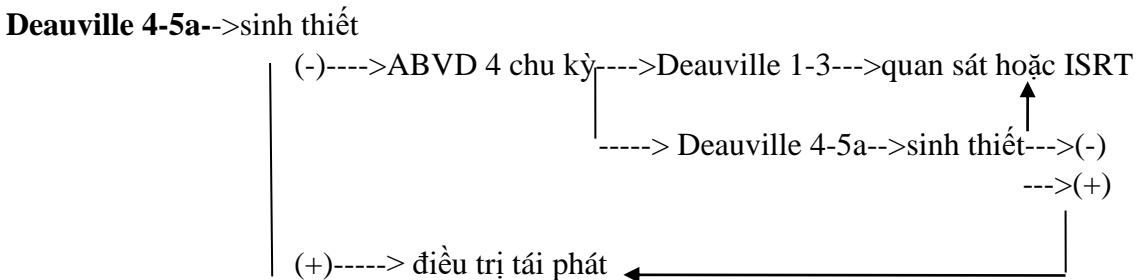 Deauville 4-5a-->sinh thiết
(-)---->ABVD 4 chu kỳ---->Deauville 1-3--->quan sát hoặc ISRT
-----> Deauville 4-5a-->sinh thiết--->(-)
--->(+)
(+)-----> điều trị tái phát